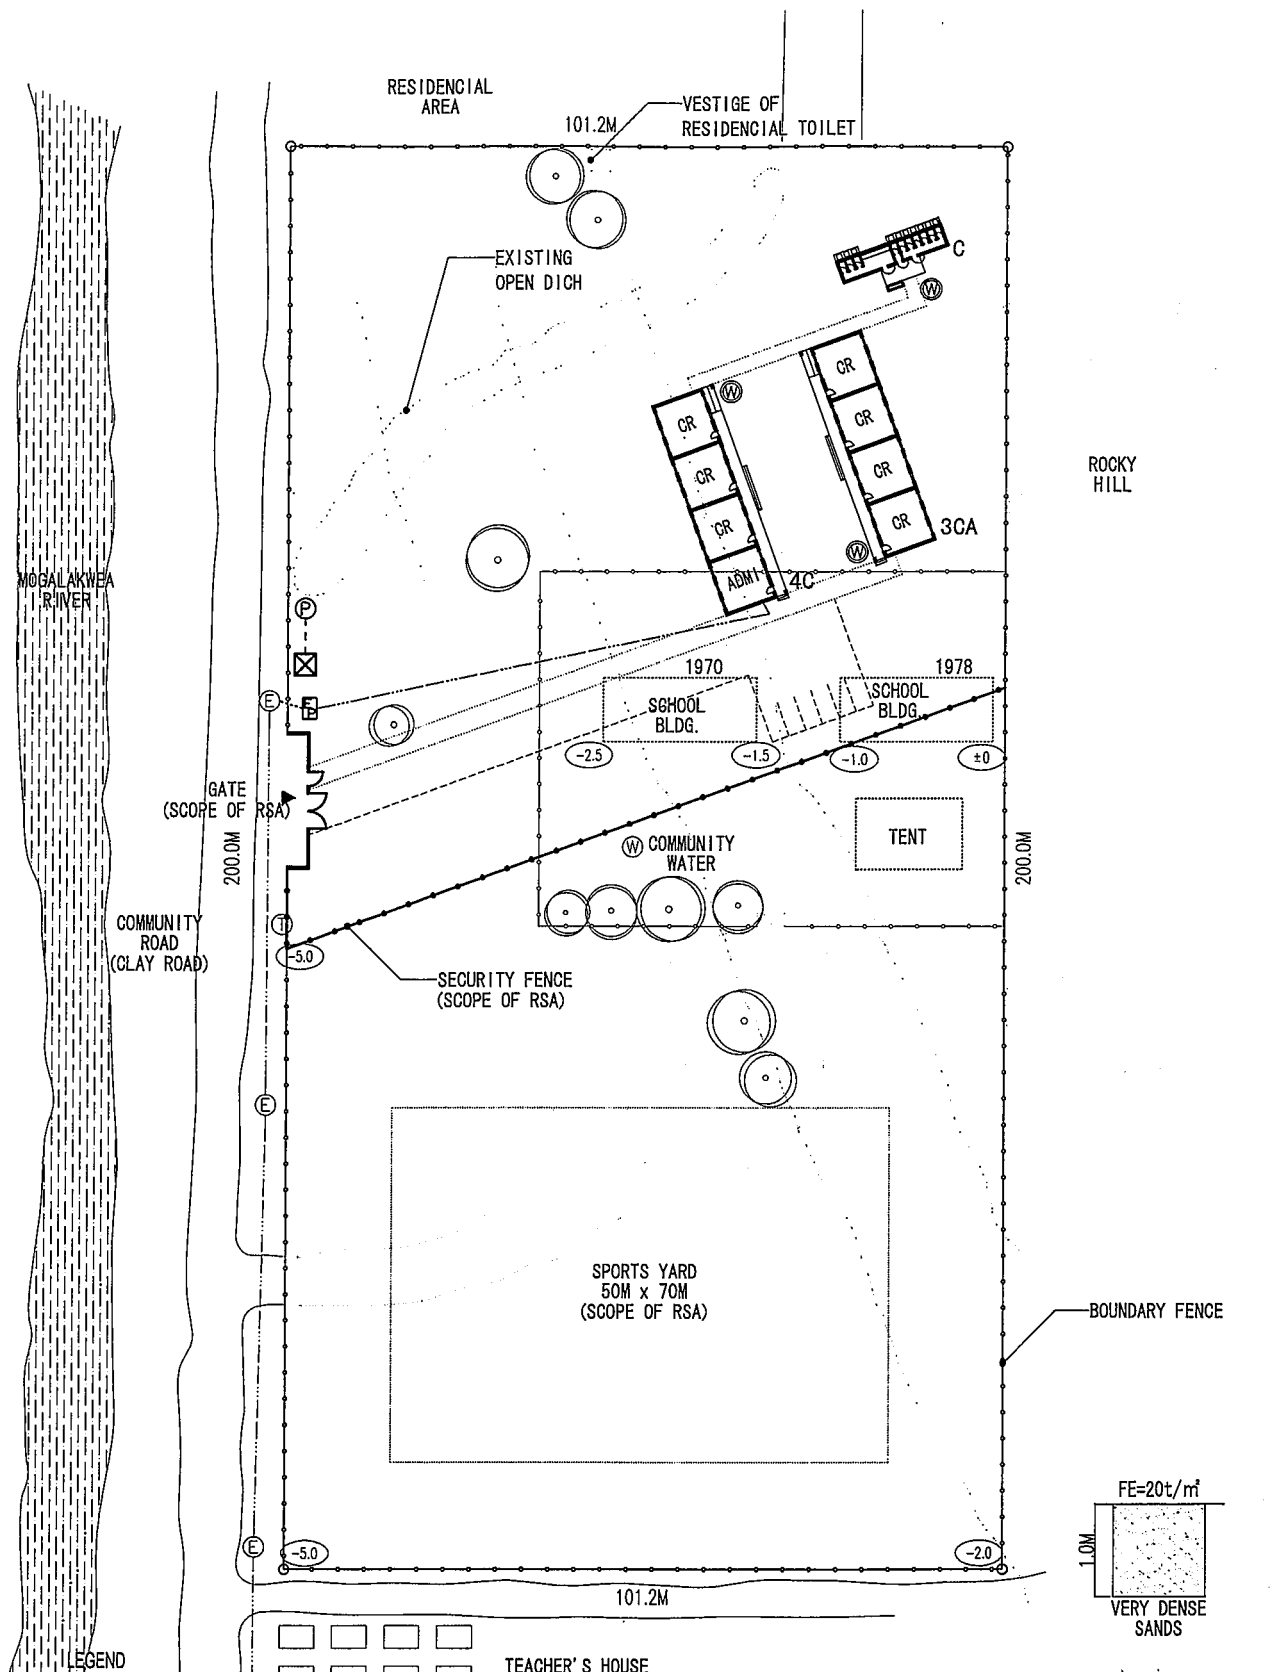 RESIDENCIAL
AREA
VESTIGE OF
RESIDENCIAL TOILET
101.2M
EXISTING
OPEN DICH
C
W
CR
CR
CR
CR
3CA
W
CR
CR
CR
ADMI
4C
W
ROCKY
HILL
MOGALAKWEA
RIVER
P
E
EP
1970
SCHOOL
BLDG.
1978
SCHOOL
BLDG.
-2.5
-1.5
-1.0
±0
GATE
(SCOPE OF RSA)
TENT
W COMMUNITY
WATER
200.0M
200.0M
COMMUNITY
ROAD
(CLAY ROAD)
T
-5.0
SECURITY FENCE
(SCOPE OF RSA)
E
SPORTS YARD
50M x 70M
(SCOPE OF RSA)
BOUNDARY FENCE
FE=20t/㎡
1.0M
VERY DENSE
SANDS
E
-5.0
-2.0
101.2M
LEGEND
TEACHER'S HOUSE